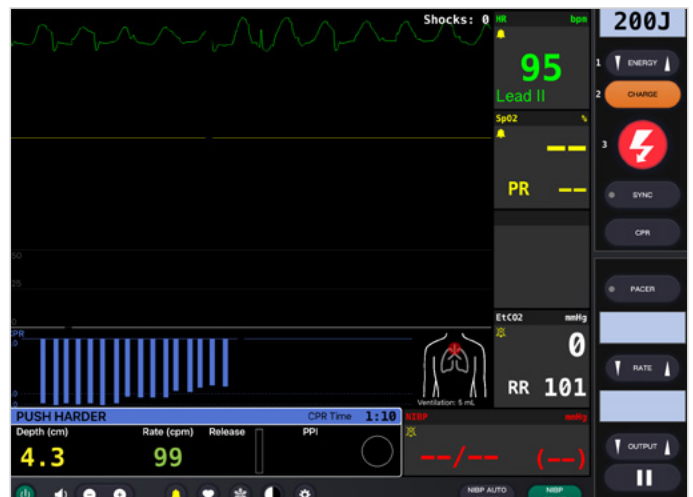 Shocks: 0
HR bpm
95
Lead II
SpO2 %
--
PR --
50
25
0
EtCO2 mmHg
0
RR 101
Ventilation: 5 mL
PUSH HARDER CPR Time 1:10
Depth (cm) Rate (cpm) Release PPI
4.3 99
NIBP mmHg
--/-- (--)
NIBP AUTO NIBP
200J
1 ENERGY
2 CHARGE
3
SYNC
CPR
PACER
RATE
OUTPUT